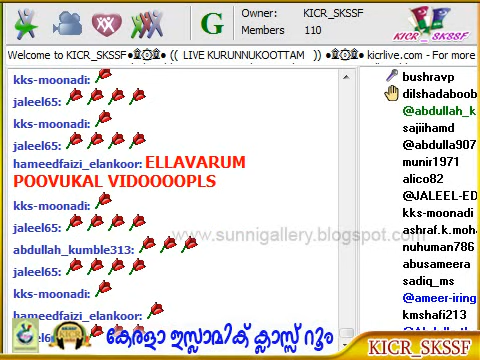 Owner: KICR_SKSSF
Members 110
G
KICR_SKSSF
Welcome to KICR_SKSSF●۩۞۩● (( LIVE KURUNNUKOOTTAM )) ●۩۞۩● kicrlive.com - For more
kks-moonadi:
jaleel65:
kks-moonadi:
jaleel65:
hameedfaizi_elankoor: ELLAVARUM
POOVUKAL VIDOOOOPLS
kks-moonadi:
jaleel65:
abdullah_kumble313:
jaleel65:
kks-moonadi:
hameedfaizi_elankoor:
bushravp
dilshadaboob
@abdullah_k
sajiihamd
@abdulla907
munir1971
alico82
@JALEEL-ED
kks-moonadi
ashraf.k.moha
nuhuman786
abusameera
sadiq_ms
@ameer-iring
kmshafi213
www.sunnigallery.blogspot.com
KICR
കേരളാ ഇസ്ലാമിക് ക്ലാസ്സ് റൂം
KICR_SKSSF